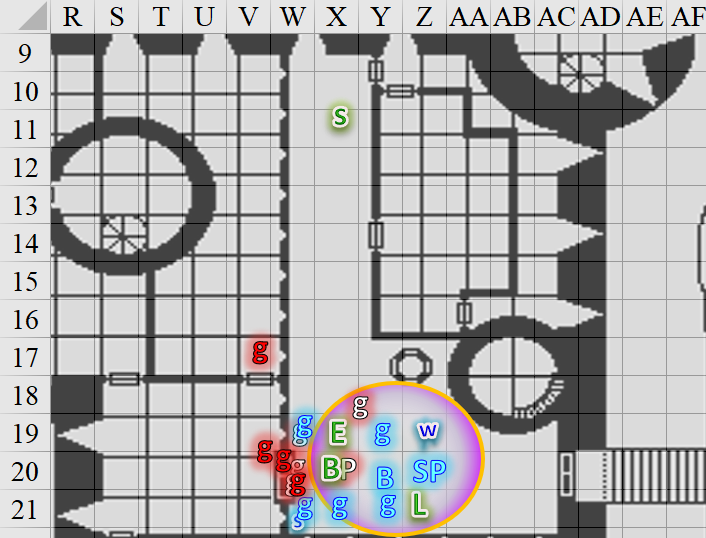 R S T U V W X Y Z AA AB AC AD AE AF
9
10
11 S
12
13
14
15
16
17 g
18 g
19 g g E g w
20 g g B P B SP
21 g g s g g L